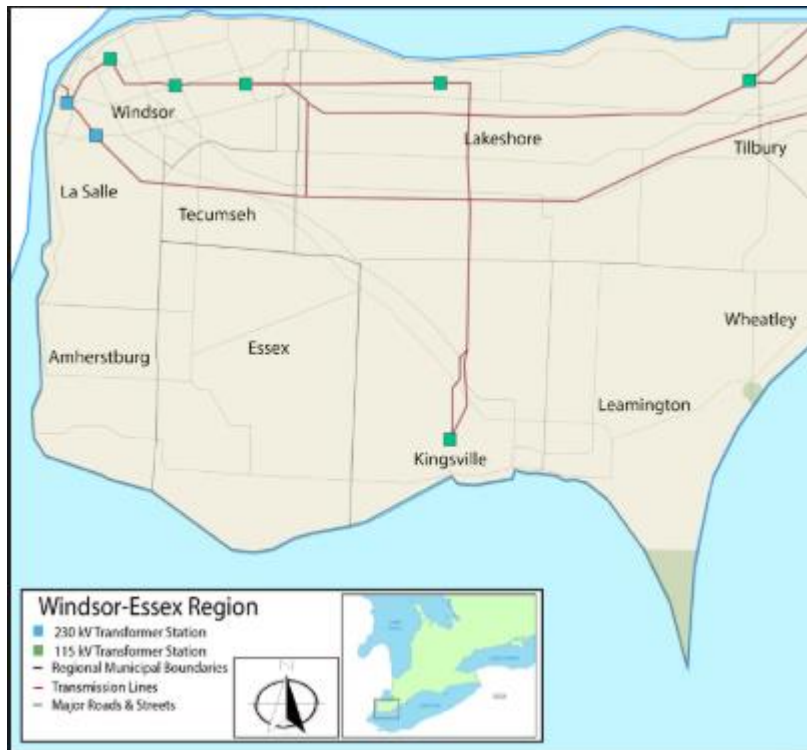 Windsor
Lakeshore
Tilbury
La Salle
Tecumseh
Wheatley
Amherstburg
Essex
Leamington
Kingsville
Windsor-Essex Region
230 kV Transformer Station
115 kV Transformer Station
Regional Municipal Boundaries
Transmission Lines
Major Roads & Streets
N